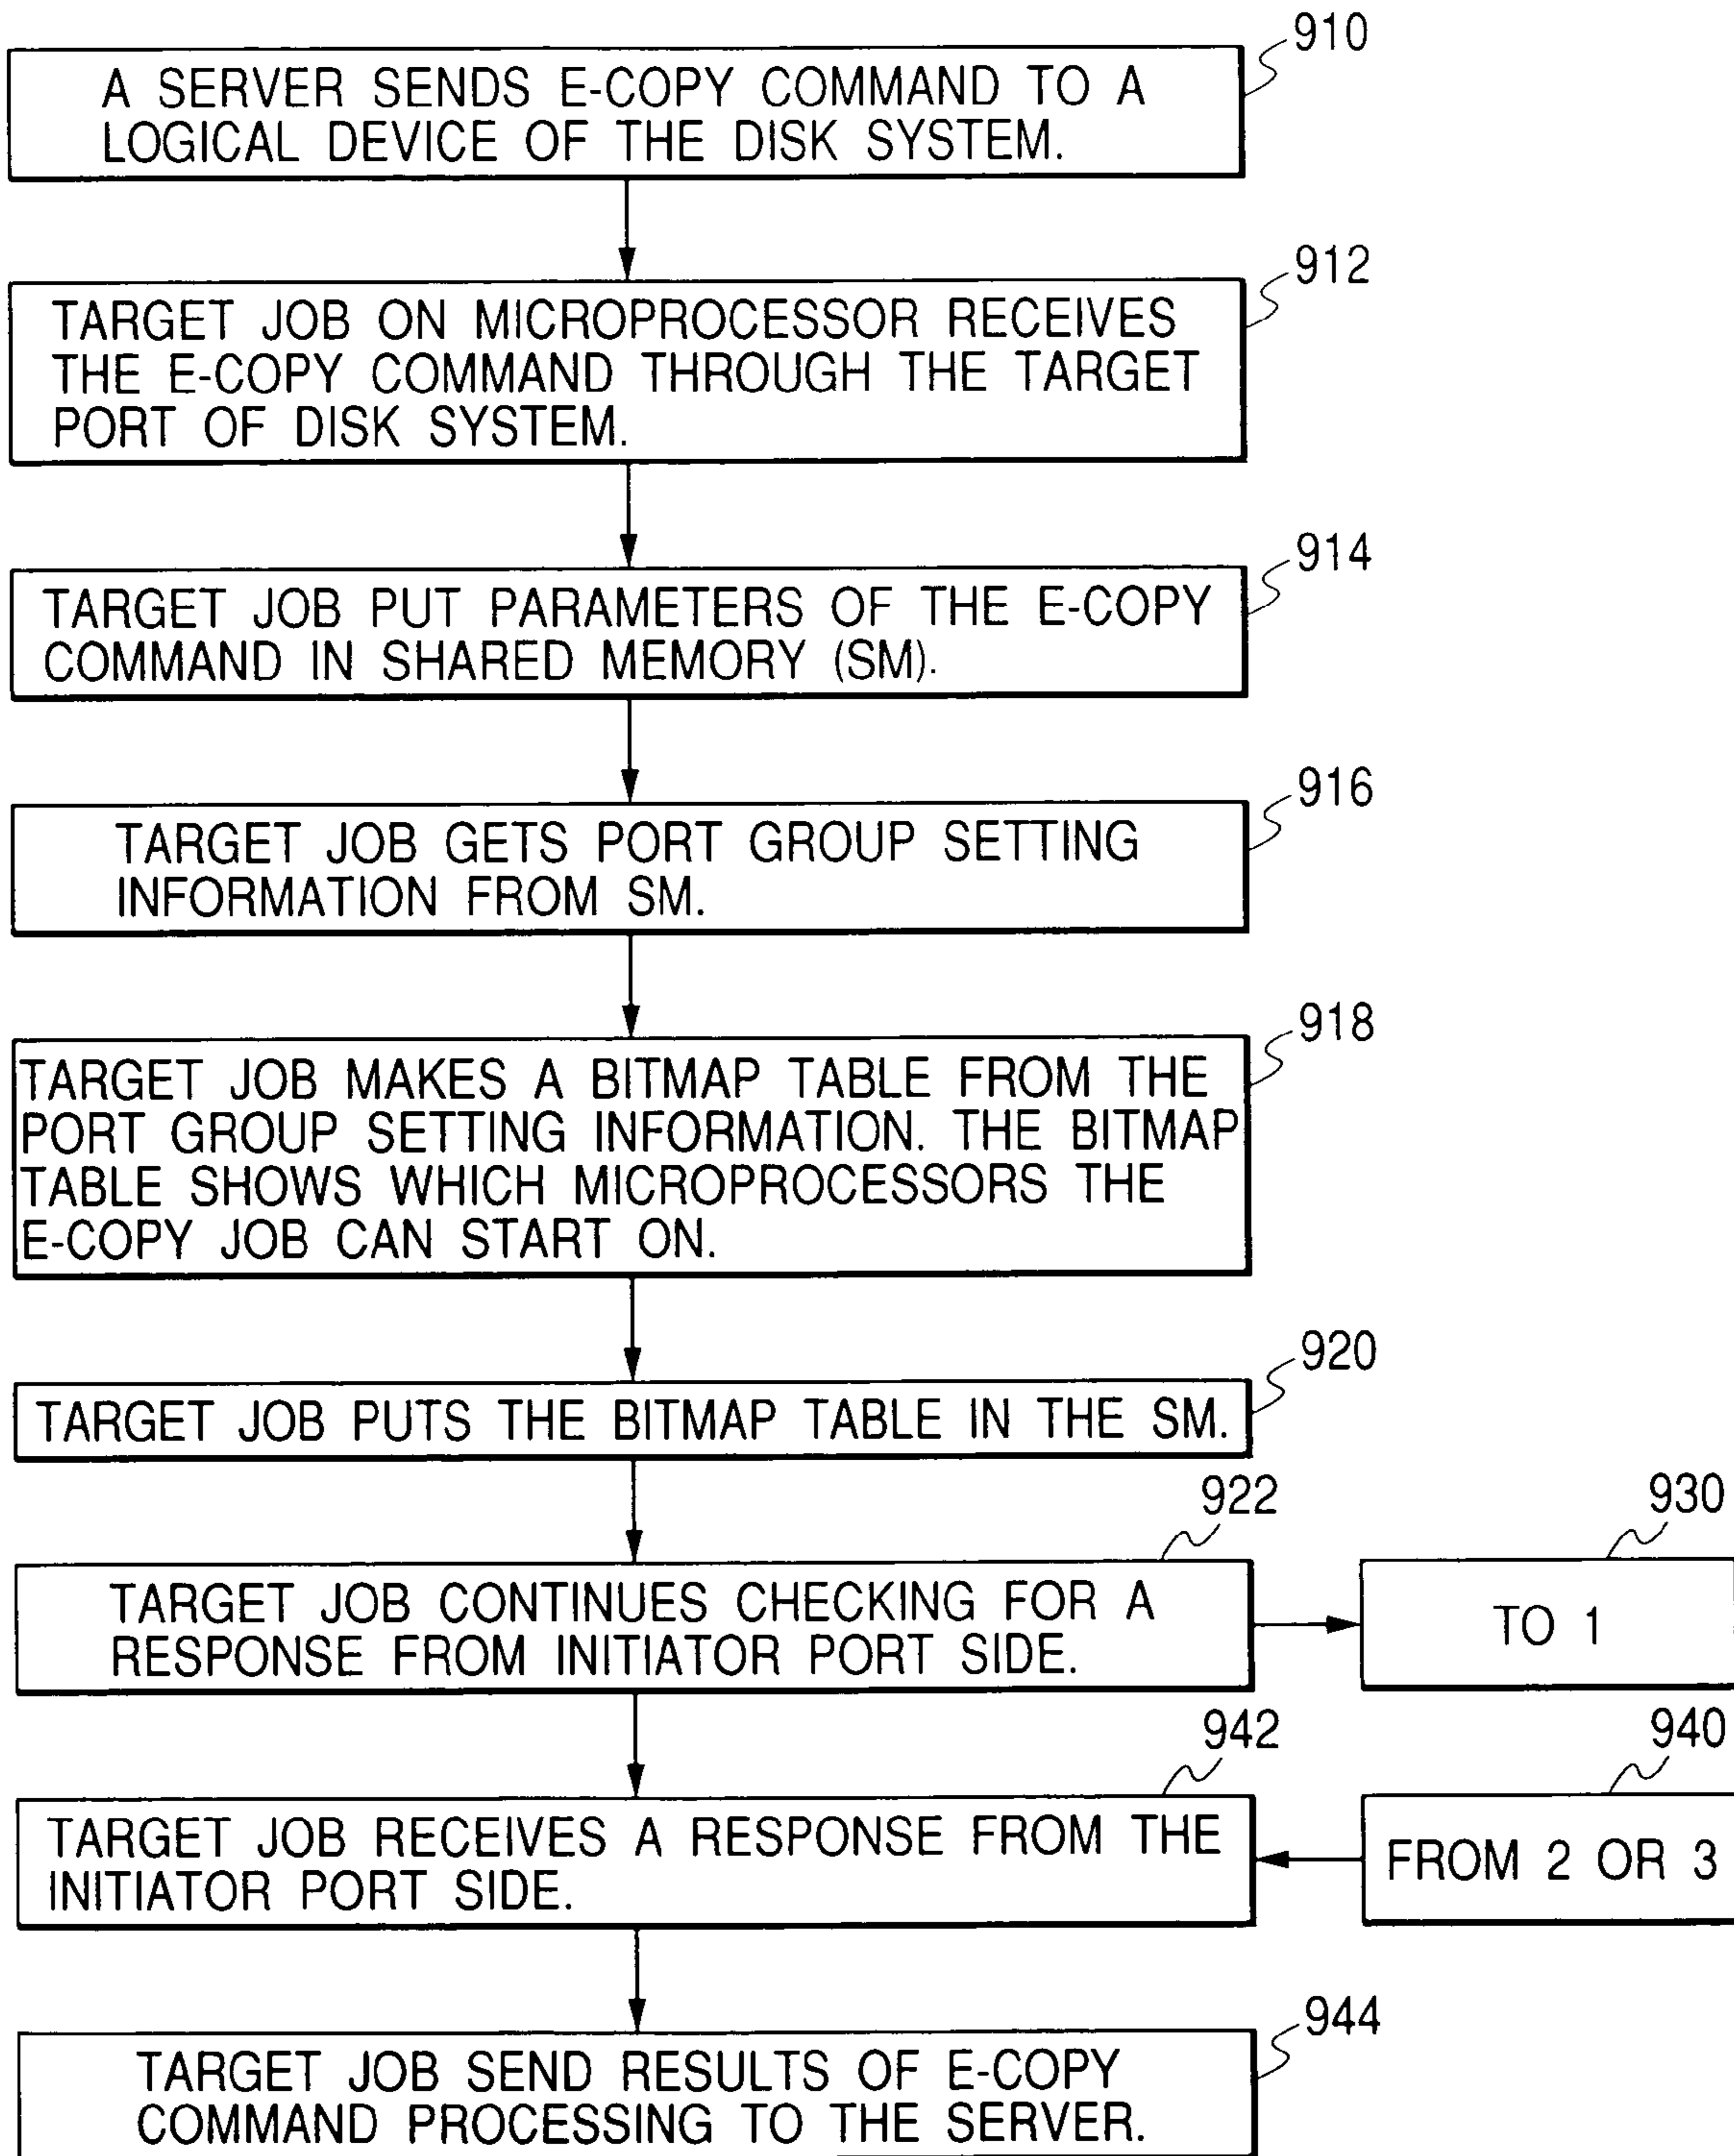 910
A SERVER SENDS E-COPY COMMAND TO A
LOGICAL DEVICE OF THE DISK SYSTEM.
912
TARGET JOB ON MICROPROCESSOR RECEIVES
THE E-COPY COMMAND THROUGH THE TARGET
PORT OF DISK SYSTEM.
914
TARGET JOB PUT PARAMETERS OF THE E-COPY
COMMAND IN SHARED MEMORY (SM).
916
TARGET JOB GETS PORT GROUP SETTING
INFORMATION FROM SM.
918
TARGET JOB MAKES A BITMAP TABLE FROM THE
PORT GROUP SETTING INFORMATION. THE BITMAP
TABLE SHOWS WHICH MICROPROCESSORS THE
E-COPY JOB CAN START ON.
920
TARGET JOB PUTS THE BITMAP TABLE IN THE SM.
922
TARGET JOB CONTINUES CHECKING FOR A
RESPONSE FROM INITIATOR PORT SIDE.
930
TO 1
942
TARGET JOB RECEIVES A RESPONSE FROM THE
INITIATOR PORT SIDE.
940
FROM 2 OR 3
944
TARGET JOB SEND RESULTS OF E-COPY
COMMAND PROCESSING TO THE SERVER.